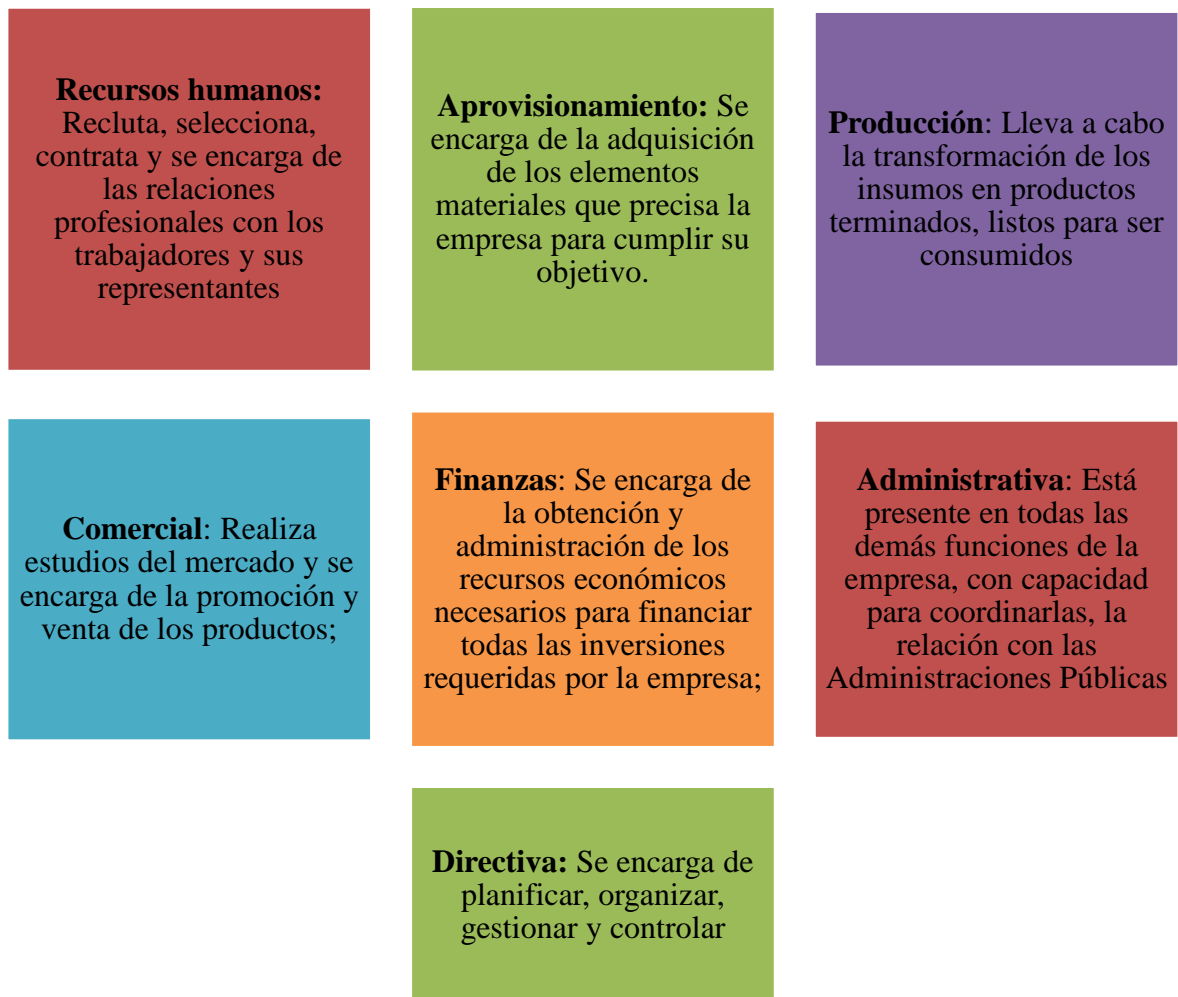 Recursos humanos:
Recluta, selecciona,
contrata y se encarga de
las relaciones
profesionales con los
trabajadores y sus
representantes
Aprovisionamiento: Se
encarga de la adquisición
de los elementos
materiales que precisa la
empresa para cumplir su
objetivo.
Producción: Lleva a cabo
la transformación de los
insumos en productos
terminados, listos para ser
consumidos
Comercial: Realiza
estudios del mercado y se
encarga de la promoción y
venta de los productos;
Finanzas: Se encarga de
la obtención y
administración de los
recursos económicos
necesarios para financiar
todas las inversiones
requeridas por la empresa;
Administrativa: Está
presente en todas las
demás funciones de la
empresa, con capacidad
para coordinarlas, la
relación con las
Administraciones Públicas
Directiva: Se encarga de
planificar, organizar,
gestionar y controlar